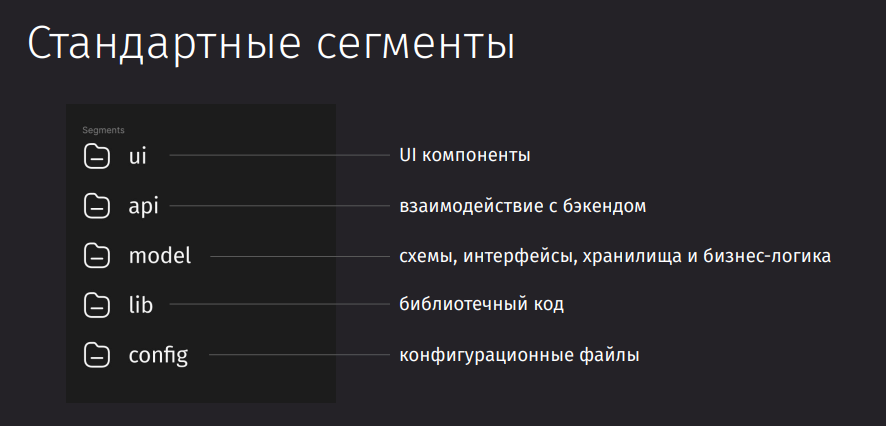 Стандартные сегменты
Segments
ui UI компоненты
api взаимодействие с бэкендом
model схемы, интерфейсы, хранилища и бизнес-логика
lib библиотечный код
config конфигурационные файлы